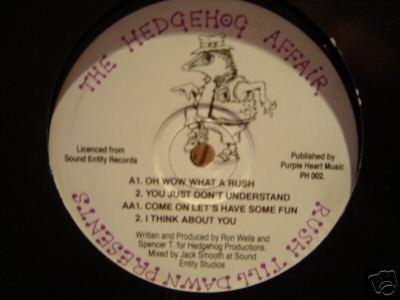 THE HEDGEHOG AFFAIR
Licenced from
Sound Entity Records
Published by
Purple Heart Music
PH 002.
A1. OH WOW WHAT A RUSH
2. YOU JUST DON'T UNDERSTAND
AA1. COME ON LET'S HAVE SOME FUN
2. I THINK ABOUT YOU
Written and Produced by Ron Wells and
Spencer T. for Hedgehog Productions.
Mixed by Jack Smooth at Sound
Entity Studios
RUSH TILL DAWN PRESENTS
eBay